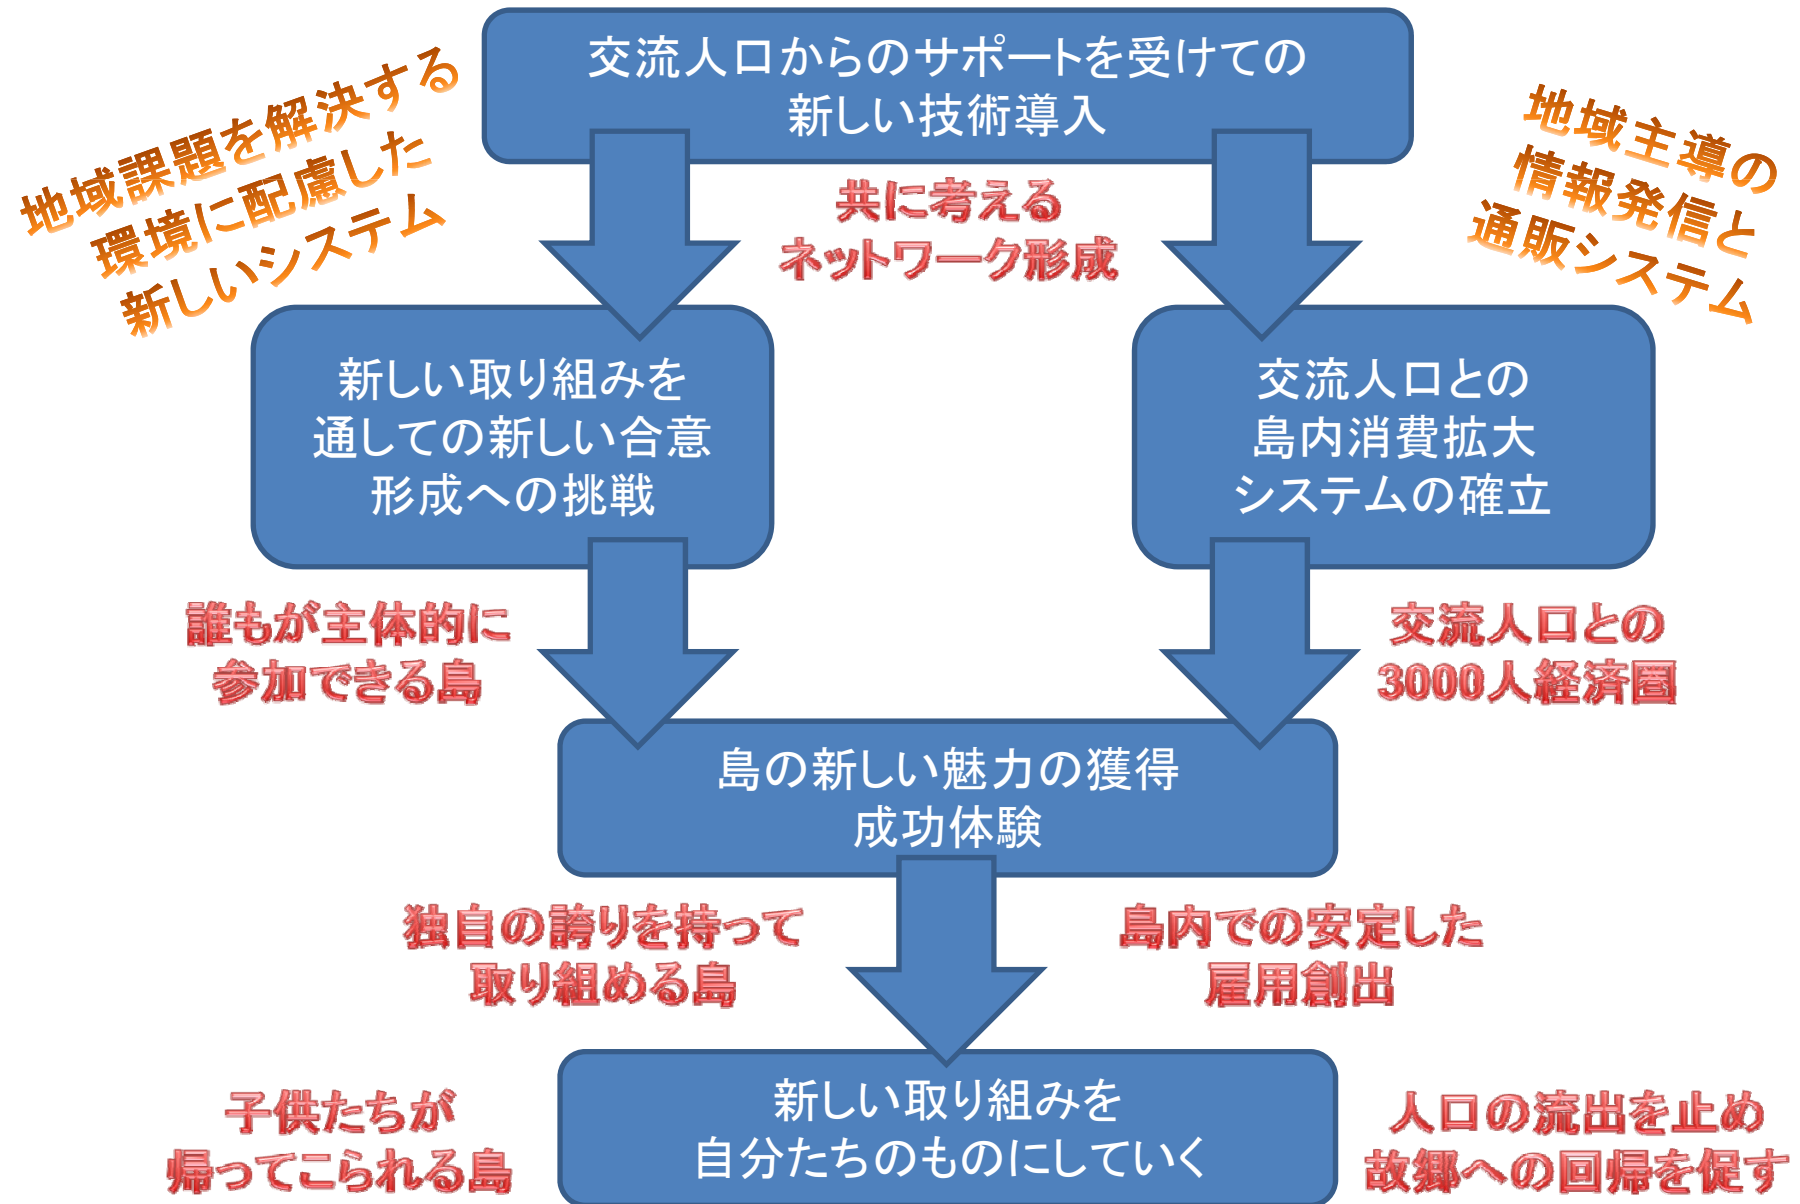 交流人口からのサポートを受けての
新しい技術導入
地域課題を解決する
環境に配慮した
新しいシステム
地域主導の
情報発信と
通販システム
共に考える
ネットワーク形成
新しい取り組みを
通しての新しい合意
形成への挑戦
交流人口との
島内消費拡大
システムの確立
誰もが主体的に
参加できる島
交流人口との
3000人経済圏
島の新しい魅力の獲得
成功体験
独自の誇りを持って
取り組める島
島内での安定した
雇用創出
新しい取り組みを
自分たちのものにしていく
子供たちが
帰ってこられる島
人口の流出を止め
故郷への回帰を促す